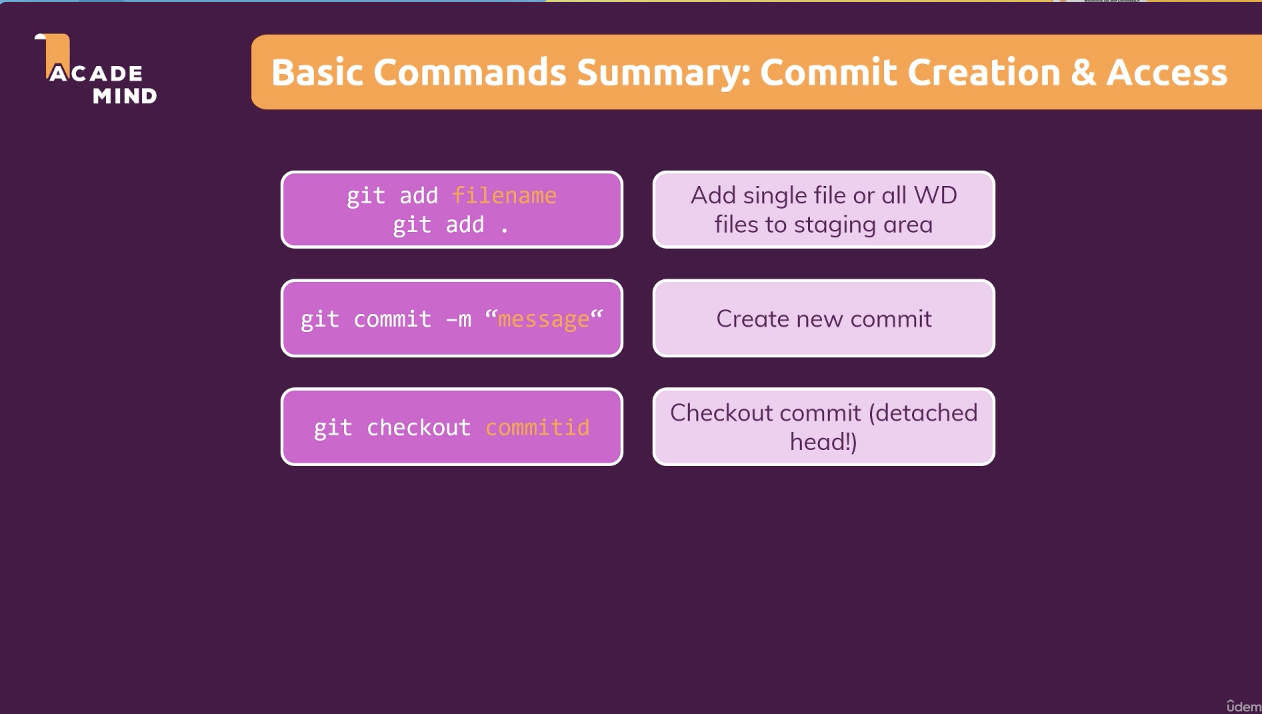 ACADE
MIND
Basic Commands Summary: Commit Creation & Access
git add filename
git add .
Add single file or all WD
files to staging area
git commit –m “message“
Create new commit
git checkout commitid
Checkout commit (detached
head!)